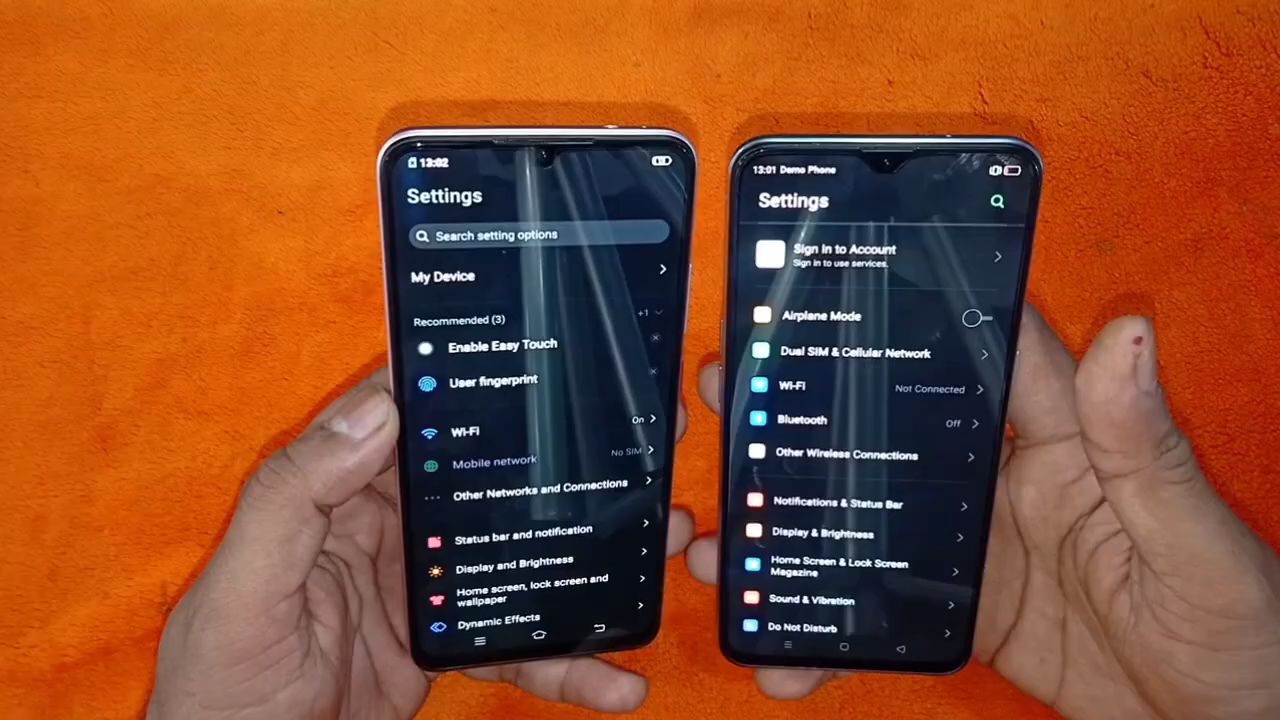 13:02
Settings
Search setting options
My Device
Recommended (3)
+1
Enable Easy Touch
User fingerprint
Wi-Fi
On
Mobile network
No SIM
Other Networks and Connections
Status bar and notification
Display and Brightness
Home screen, lock screen and
wallpaper
Dynamic Effects
13:01 Demo Phone
Settings
Sign In to Account
Sign in to use services.
Airplane Mode
Dual SIM & Cellular Network
Wi-Fi
Not Connected
Bluetooth
Off
Other Wireless Connections
Notifications & Status Bar
Display & Brightness
Home Screen & Lock Screen
Magazine
Sound & Vibration
Do Not Disturb